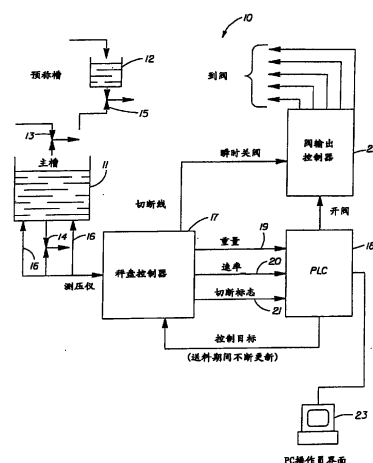 10
预称槽
12
到阀
15
13
主槽
11
瞬时关阀
阀输出
控制器
2
切断线
17
开阀
14
16
16
重量
19
18
秤盘控制器
速率
20
PLC
测压仪
切断标志
21
控制目标
(送料期间不断更新)
23
PC操作员界面